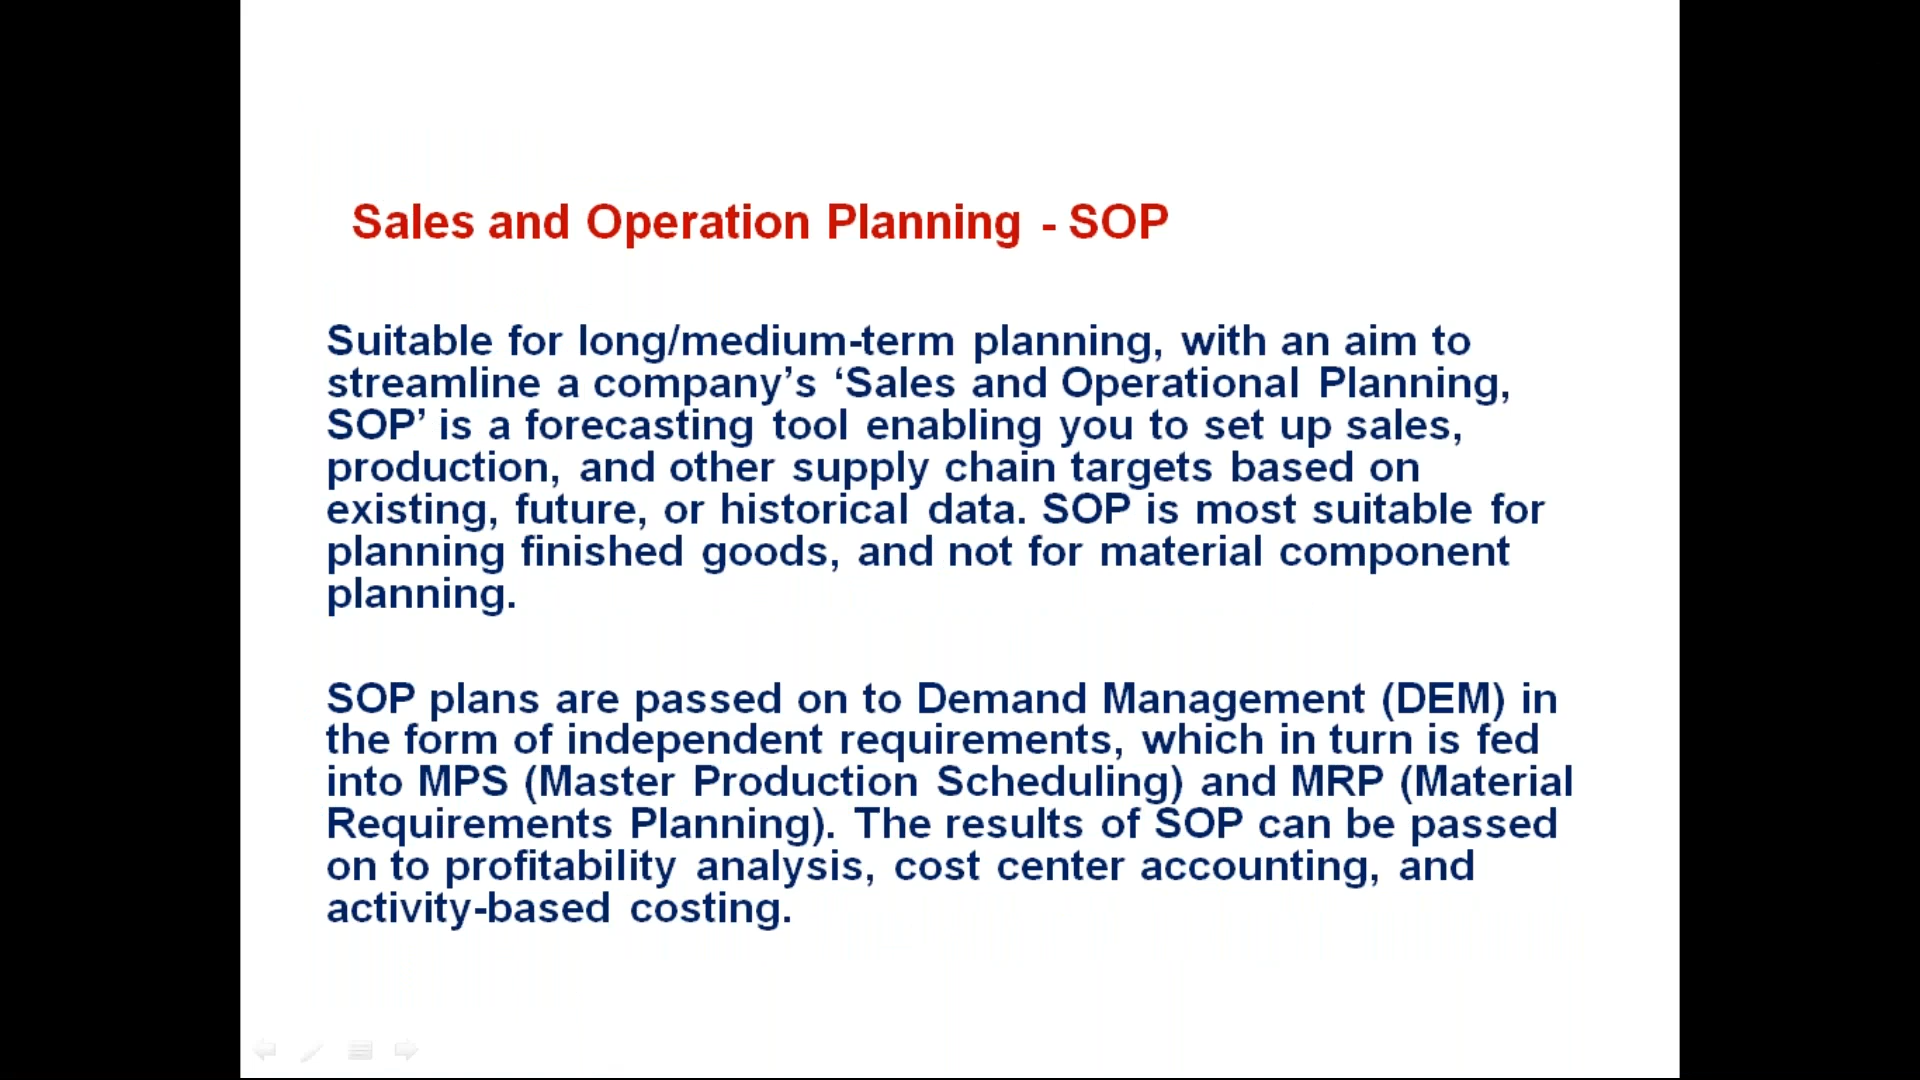 Sales and Operation Planning - SOP
Suitable for long/medium-term planning, with an aim to
streamline a company’s ‘Sales and Operational Planning,
SOP’ is a forecasting tool enabling you to set up sales,
production, and other supply chain targets based on
existing, future, or historical data. SOP is most suitable for
planning finished goods, and not for material component
planning.
SOP plans are passed on to Demand Management (DEM) in
the form of independent requirements, which in turn is fed
into MPS (Master Production Scheduling) and MRP (Material
Requirements Planning). The results of SOP can be passed
on to profitability analysis, cost center accounting, and
activity-based costing.